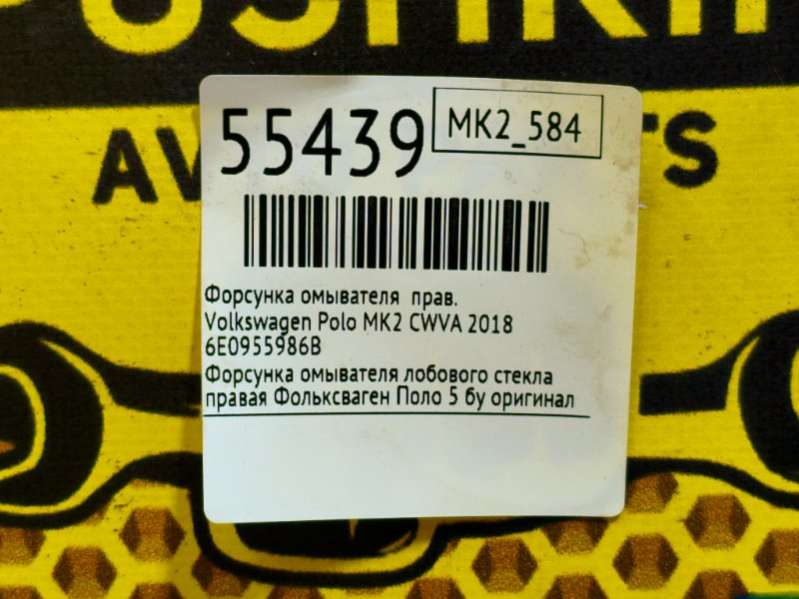 55439
MK2_584
Форсунка омывателя прав.
Volkswagen Polo MK2 CWVA 2018
6E0955986B
Форсунка омывателя лобового стекла
правая Фольксваген Поло 5 бу оригинал